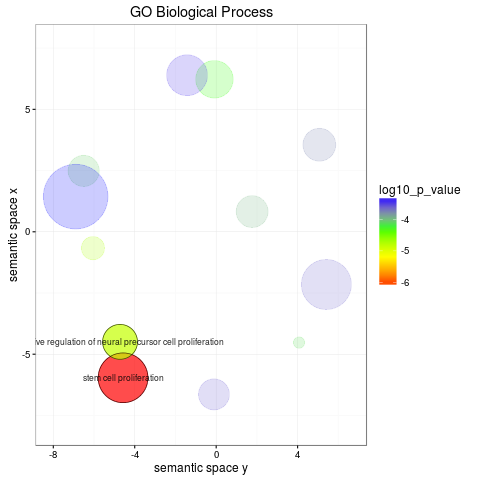 GO Biological Process
5
0
-5
semantic space x
-8
-4
0
4
semantic space y
ve regulation of neural precursor cell proliferation
stem cell proliferation
log10_p_value
-4
-5
-6